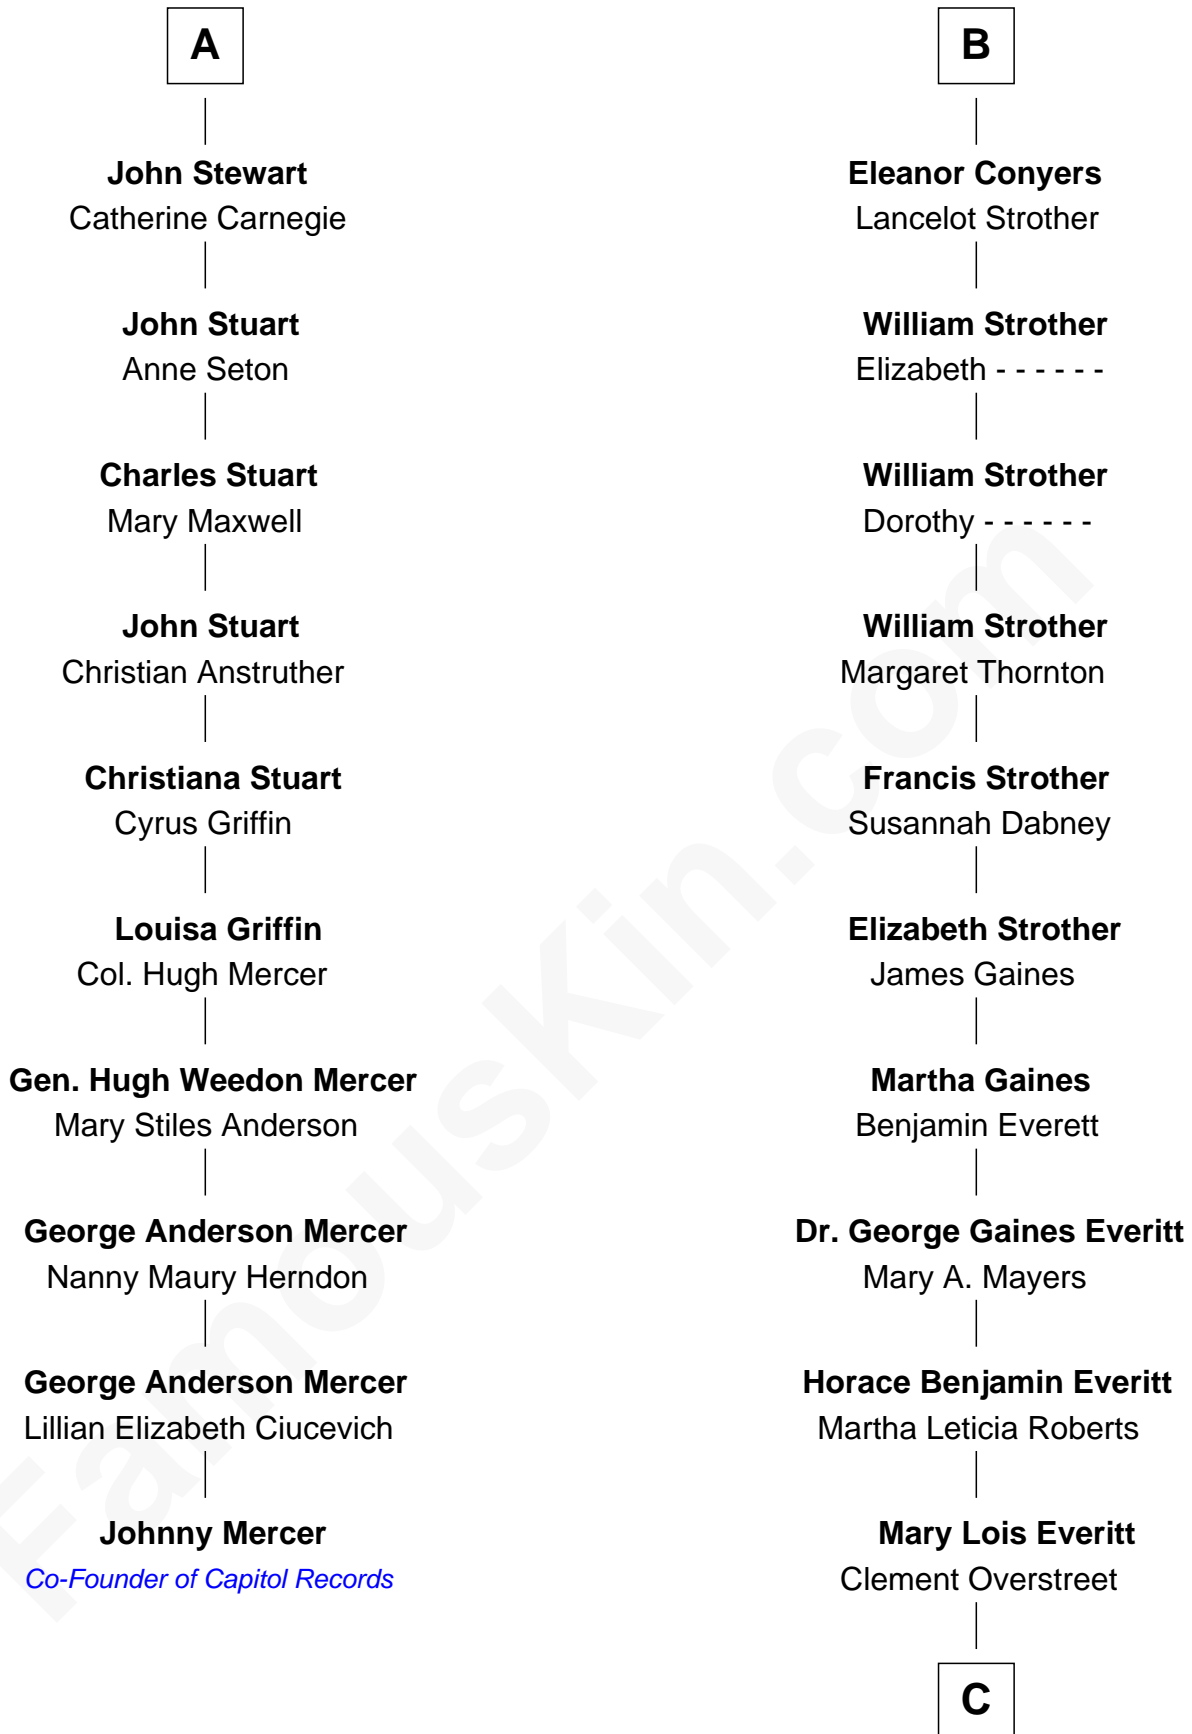 A
John Stewart
Catherine Carnegie
John Stuart
Anne Seton
Charles Stuart
Mary Maxwell
John Stuart
Christian Anstruther
Christiana Stuart
Cyrus Griffin
Louisa Griffin
Col. Hugh Mercer
Gen. Hugh Weedon Mercer
Mary Stiles Anderson
George Anderson Mercer
Nanny Maury Herndon
George Anderson Mercer
Lillian Elizabeth Ciucevich
Johnny Mercer
Co-Founder of Capitol Records
B
Eleanor Conyers
Lancelot Strother
William Strother
Elizabeth - - - - - -
William Strother
Dorothy - - - - - -
William Strother
Margaret Thornton
Francis Strother
Susannah Dabney
Elizabeth Strother
James Gaines
Martha Gaines
Benjamin Everett
Dr. George Gaines Everitt
Mary A. Mayers
Horace Benjamin Everitt
Martha Leticia Roberts
Mary Lois Everitt
Clement Overstreet
C
FamousKin.com